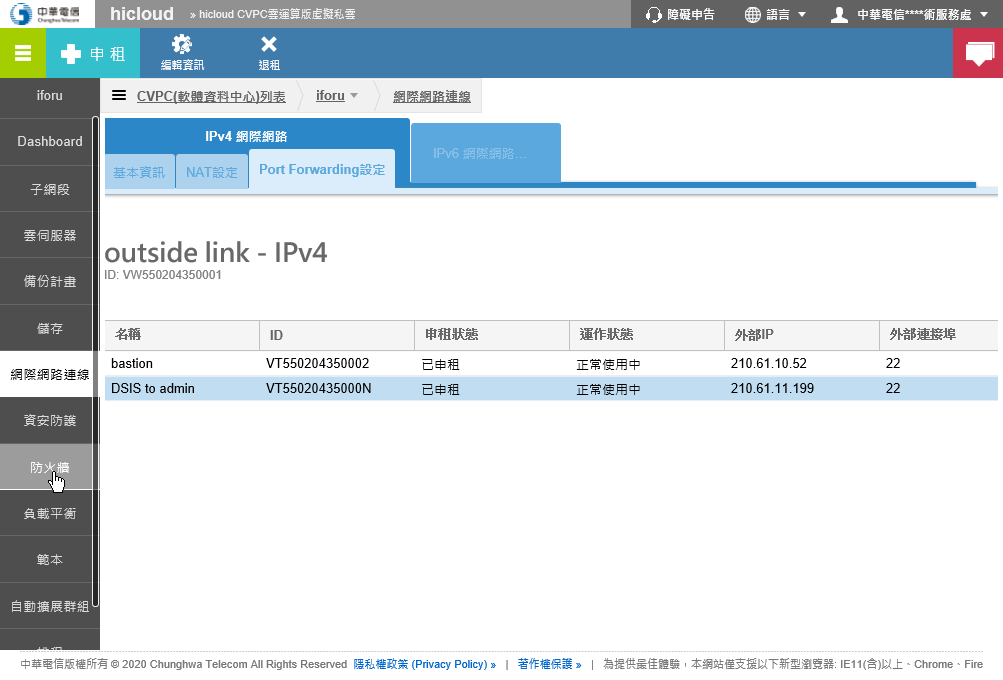 中華電信
Chunghwa Telecom
hicloud
» hicloud CVPC雲運算版虛擬私雲
障礙申告
語言
中華電信****術服務處
申 租
編輯資訊
退租
iforu
Dashboard
子網段
雲伺服器
備份計畫
儲存
網際網路連線
資安防護
防火牆
負載平衡
範本
自動擴展群組
CVPC(軟體資料中心)列表
iforu
網際網路連線
IPv4 網際網路
IPv6 網際網路...
基本資訊
NAT設定
Port Forwarding設定
outside link - IPv4
ID: VW550204350001
名稱 ID 申租狀態 運作狀態 外部IP 外部連接埠
bastion VT550204350002 已申租 正常使用中 210.61.10.52 22
DSIS to admin VT55020435000N 已申租 正常使用中 210.61.11.199 22
中華電信版權所有 © 2020 Chunghwa Telecom All Rights Reserved 隱私權政策 (Privacy Policy) » | 著作權保護 » | 為提供最佳體驗，本網站僅支援以下新型瀏覽器: IE11(含)以上、Chrome、Fire